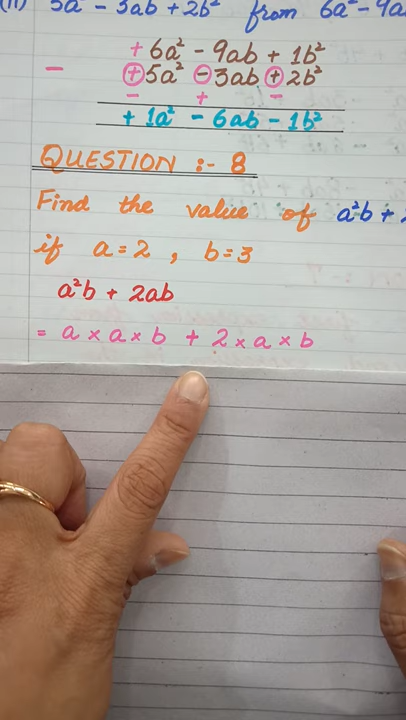 (ii) 5a² - 3ab + 2b² from 6a² - 9a
+ 6a² - 9ab + 1b²
- + 5a² - 3ab + 2b²
- + -
+ 1a² - 6ab - 1b²
QUESTION :- 8
Find the value of a²b +
if a = 2 , b = 3
a²b + 2ab
= a × a × b + 2 × a × b